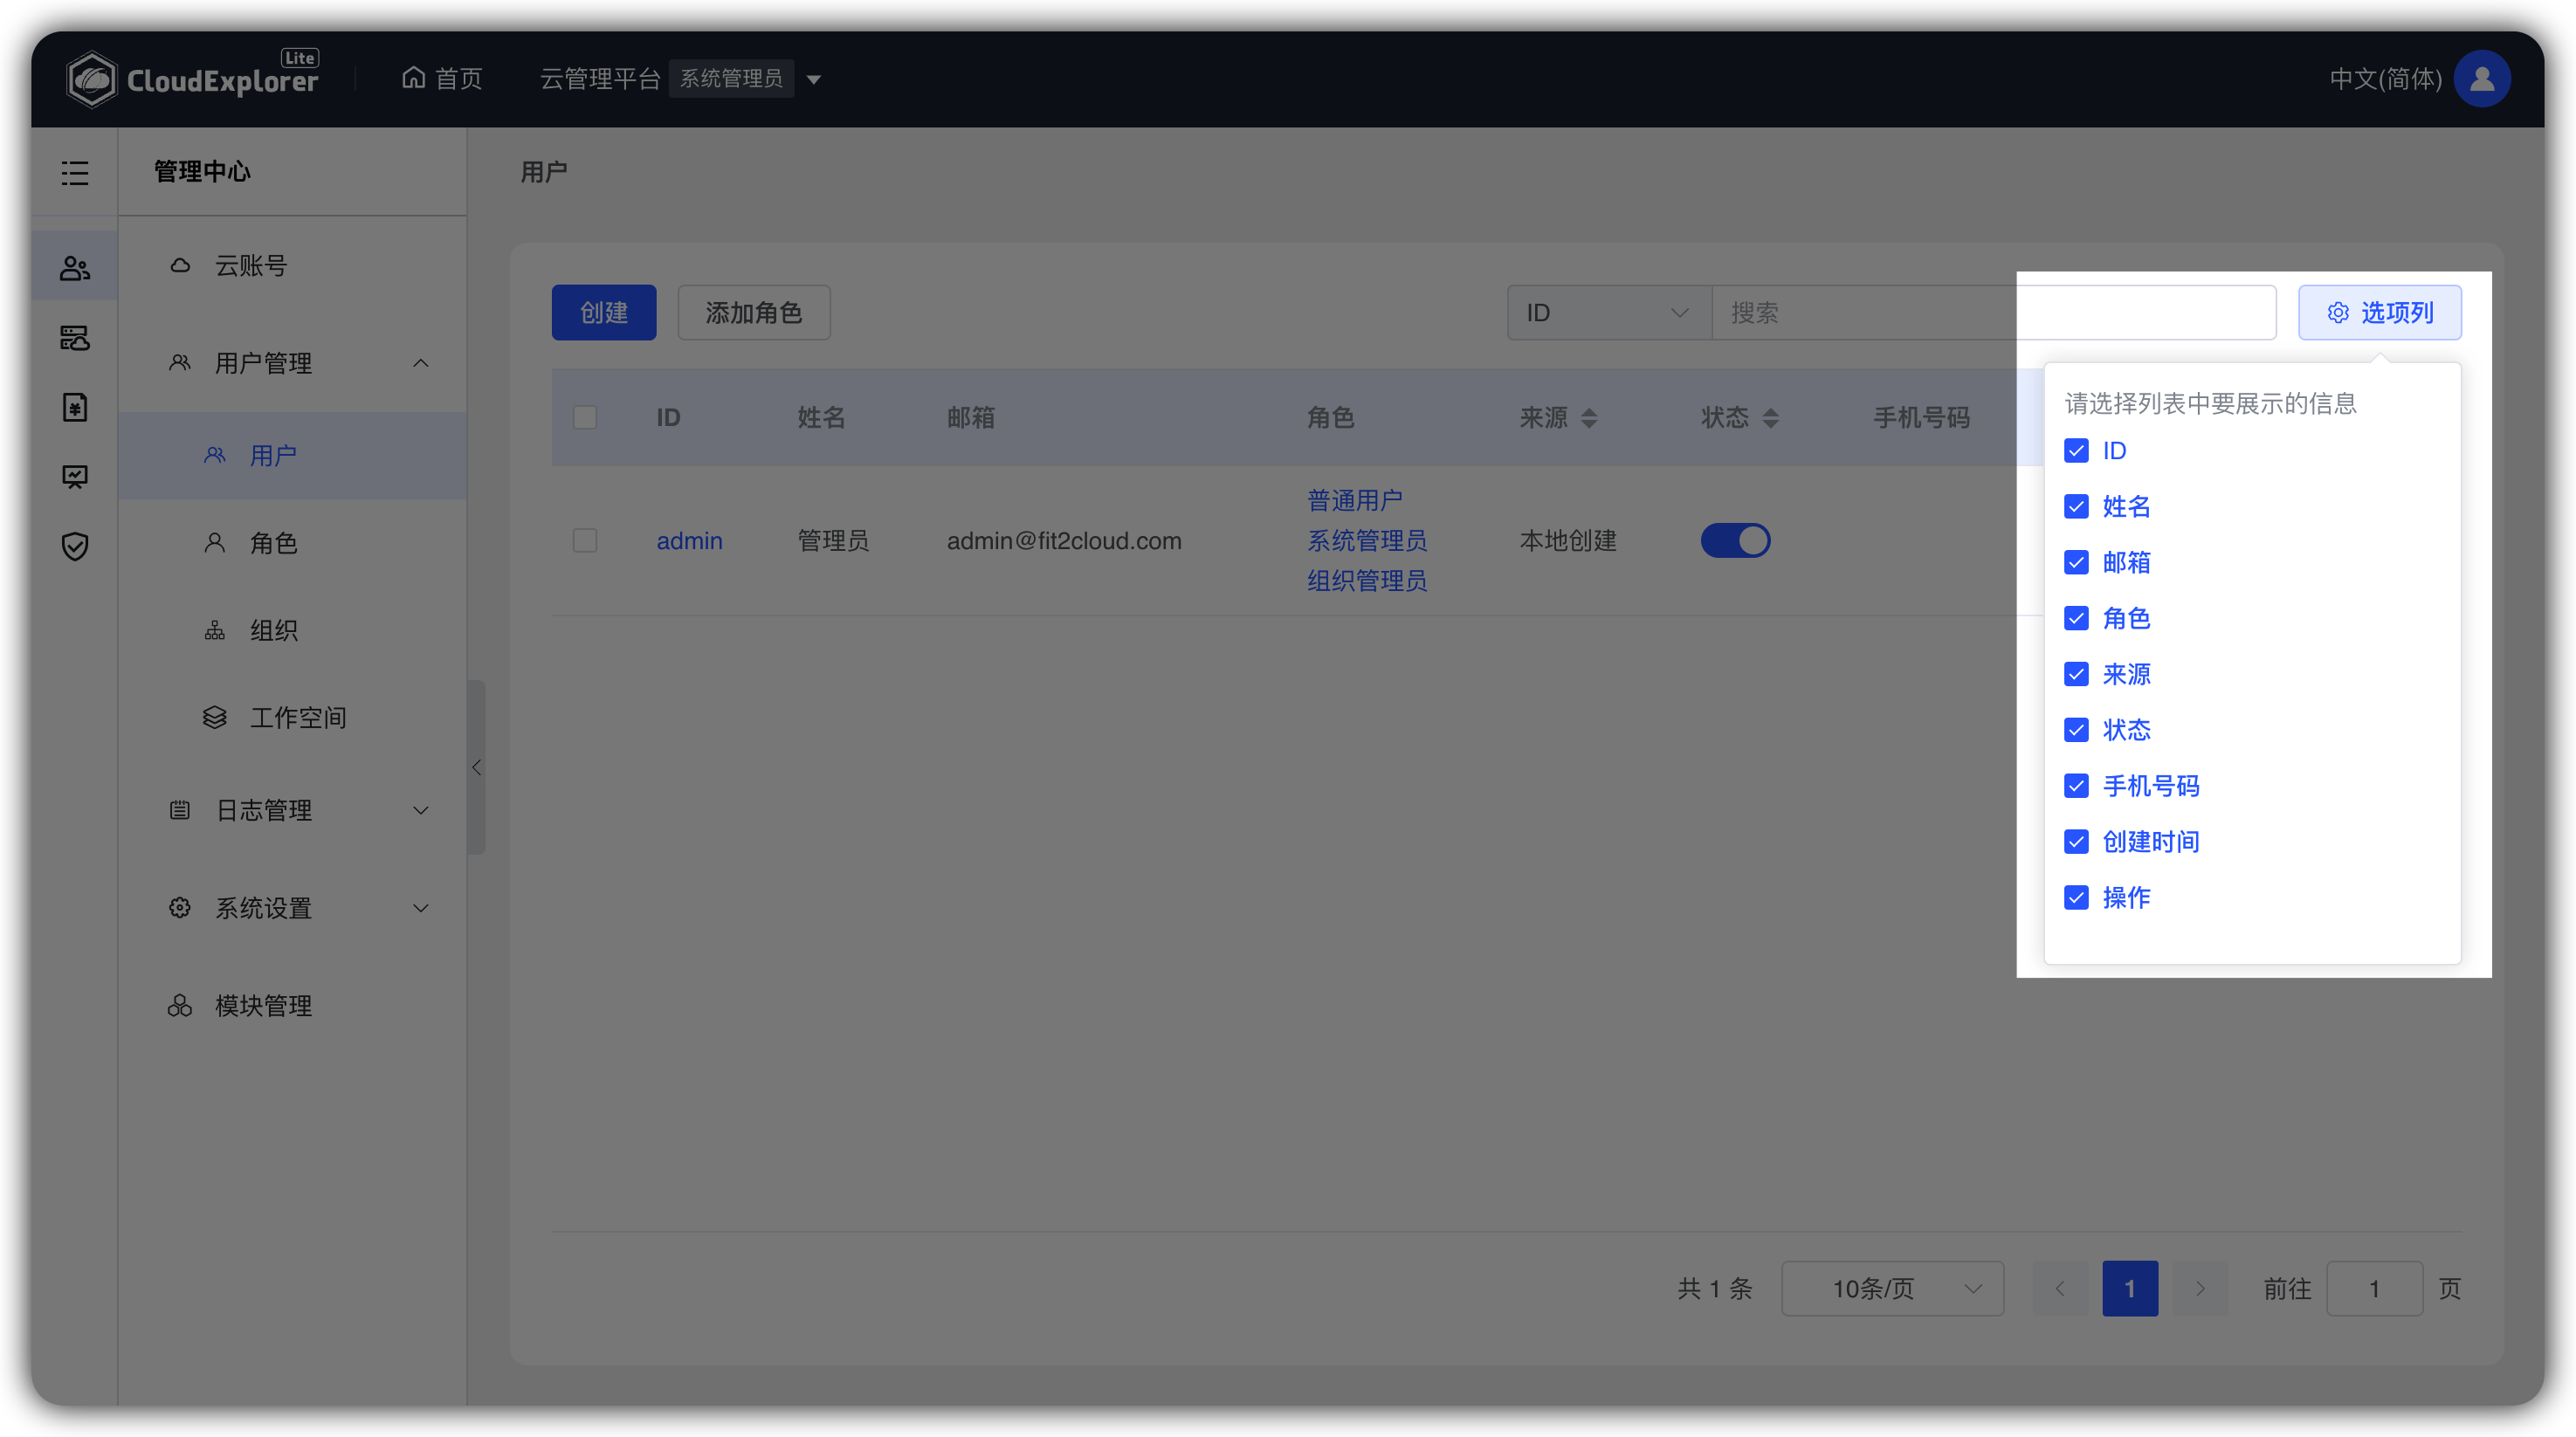 CloudExplorer Lite
首页
云管理平台 系统管理员
中文(简体)
管理中心
云账号
用户管理
用户
角色
组织
工作空间
日志管理
系统设置
模块管理
用户
创建 添加角色 ID 搜索 选项列
ID 姓名 邮箱 角色 来源 状态 手机号码
admin 管理员 admin@fit2cloud.com 普通用户 本地创建
系统管理员
组织管理员
请选择列表中要展示的信息
ID
姓名
邮箱
角色
来源
状态
手机号码
创建时间
操作
共 1 条 10条/页 1 前往 1 页